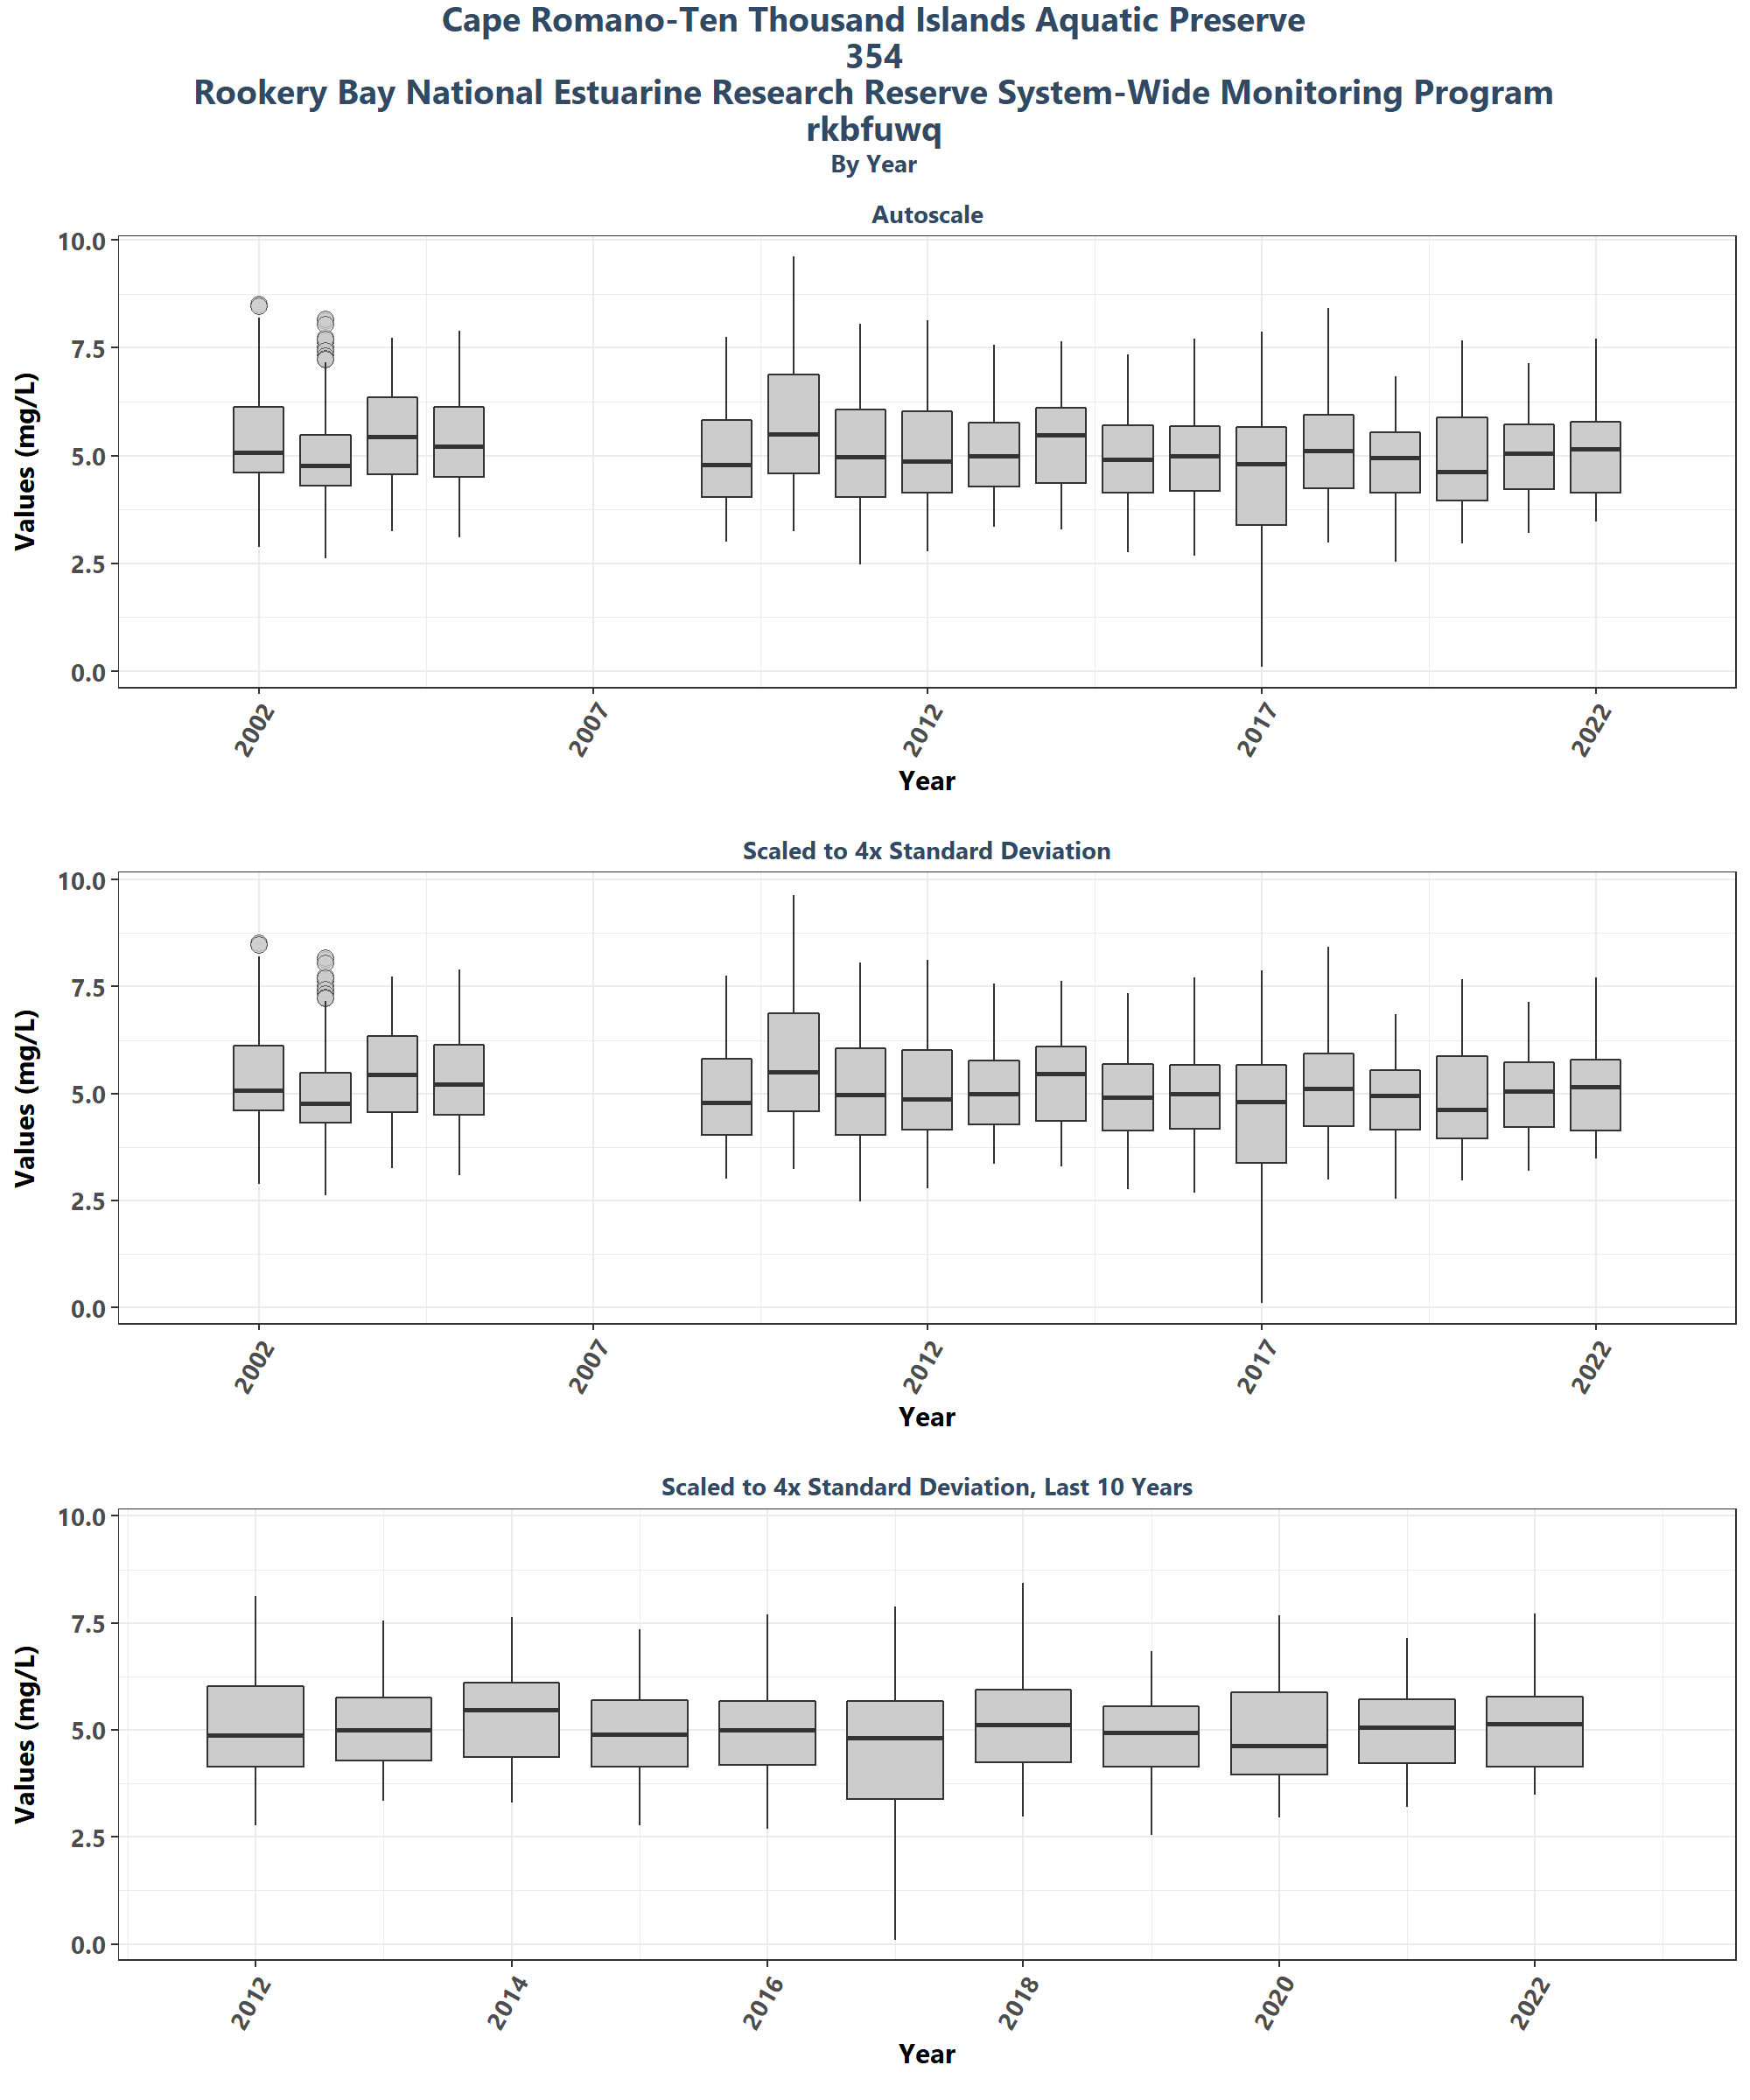 Cape Romano-Ten Thousand Islands Aquatic Preserve
354
Rookery Bay National Estuarine Research Reserve System-Wide Monitoring Program
rkbfuwq
By Year
Autoscale
10.0
7.5
5.0
2.5
0.0
Values (mg/L)
2002 2007 2012 2017 2022
Year
Scaled to 4x Standard Deviation
10.0
7.5
5.0
2.5
0.0
Values (mg/L)
2002 2007 2012 2017 2022
Year
Scaled to 4x Standard Deviation, Last 10 Years
10.0
7.5
5.0
2.5
0.0
Values (mg/L)
2012 2014 2016 2018 2020 2022
Year